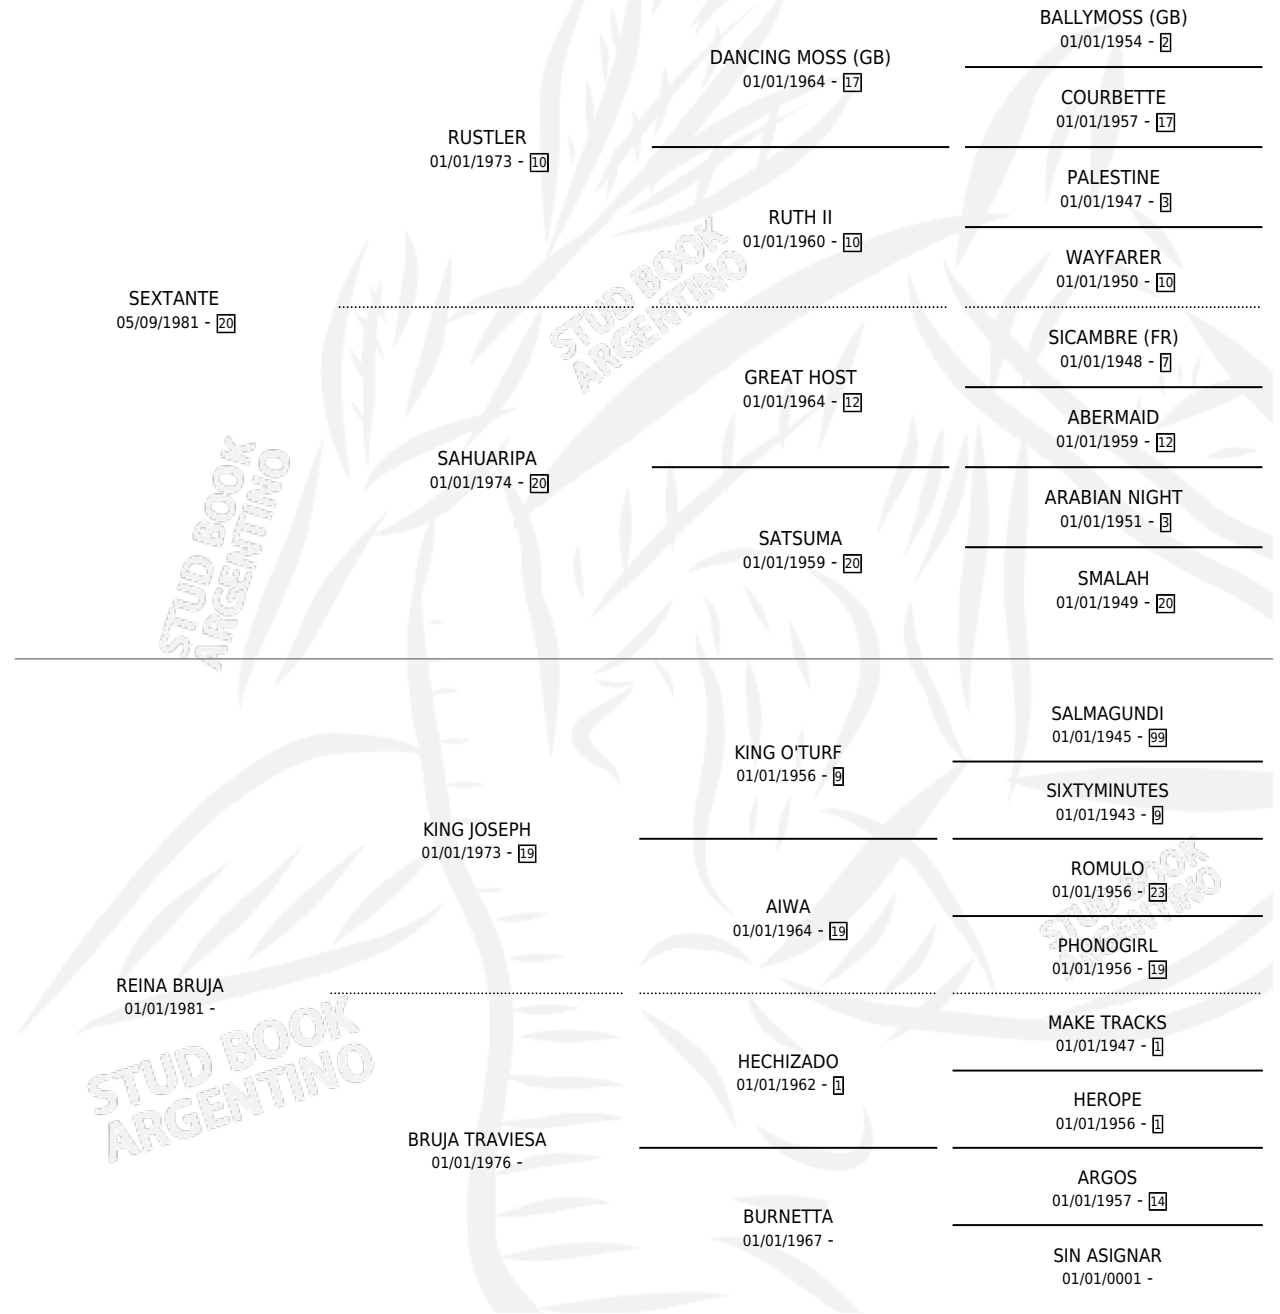 BALLYMOSS (GB)
01/01/1954 - 2
DANCING MOSS (GB)
01/01/1964 - 17
COURBETTE
01/01/1957 - 17
RUSTLER
01/01/1973 - 10
PALESTINE
01/01/1947 - 3
RUTH II
01/01/1960 - 10
WAYFARER
01/01/1950 - 10
SEXTANTE
05/09/1981 - 20
SICAMBRE (FR)
01/01/1948 - 7
GREAT HOST
01/01/1964 - 12
ABERMAID
01/01/1959 - 12
SAHUARIPA
01/01/1974 - 20
ARABIAN NIGHT
01/01/1951 - 3
SATSUMA
01/01/1959 - 20
SMALAH
01/01/1949 - 20
SALMAGUNDI
01/01/1945 - 99
KING O'TURF
01/01/1956 - 9
SIXTYMINUTES
01/01/1943 - 9
KING JOSEPH
01/01/1973 - 19
ROMULO
01/01/1956 - 23
AIWA
01/01/1964 - 19
PHONOGIRL
01/01/1956 - 19
REINA BRUJA
01/01/1981 -
MAKE TRACKS
01/01/1947 - 1
HECHIZADO
01/01/1962 - 1
HEROPE
01/01/1956 - 1
BRUJA TRAVIESA
01/01/1976 -
ARGOS
01/01/1957 - 14
BURNETTA
01/01/1967 -
SIN ASIGNAR
01/01/0001 -
STUD BOOK
ARGENTINO
STUD BOOK
ARGENTINO
STUD BOOK
ARGENTINO
STUD BOOK
ARGENTINO